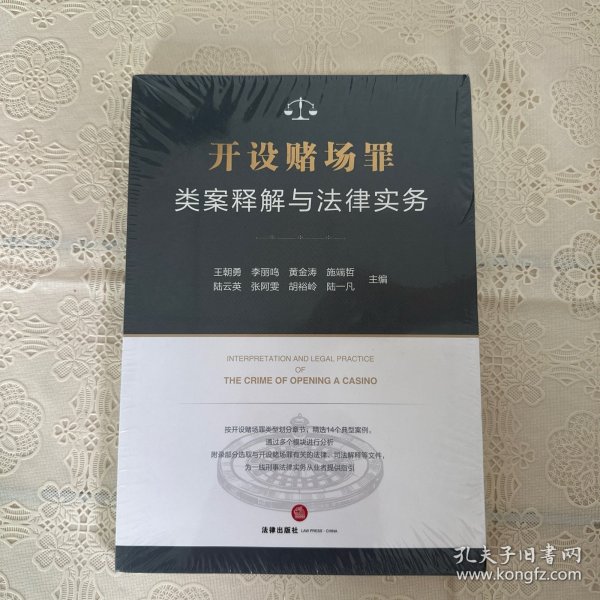 开设赌场罪
类案释解与法律实务
王朝勇 李丽鸣 黄金涛 施端哲
陆云英 张阿雯 胡裕岭 陆一凡
主编
INTERPRETATION AND LEGAL PRACTICE
OF
THE CRIME OF OPENING A CASINO
按开设赌场罪类型划分章节，精选14个典型案例，
通过多个模块进行分析
附录部分选取与开设赌场罪有关的法律、司法解释等文件，
为一线刑事法律实务从业者提供指引
法律出版社 LAW PRESS·CHINA
孔夫子旧书网
www.kongfz.com